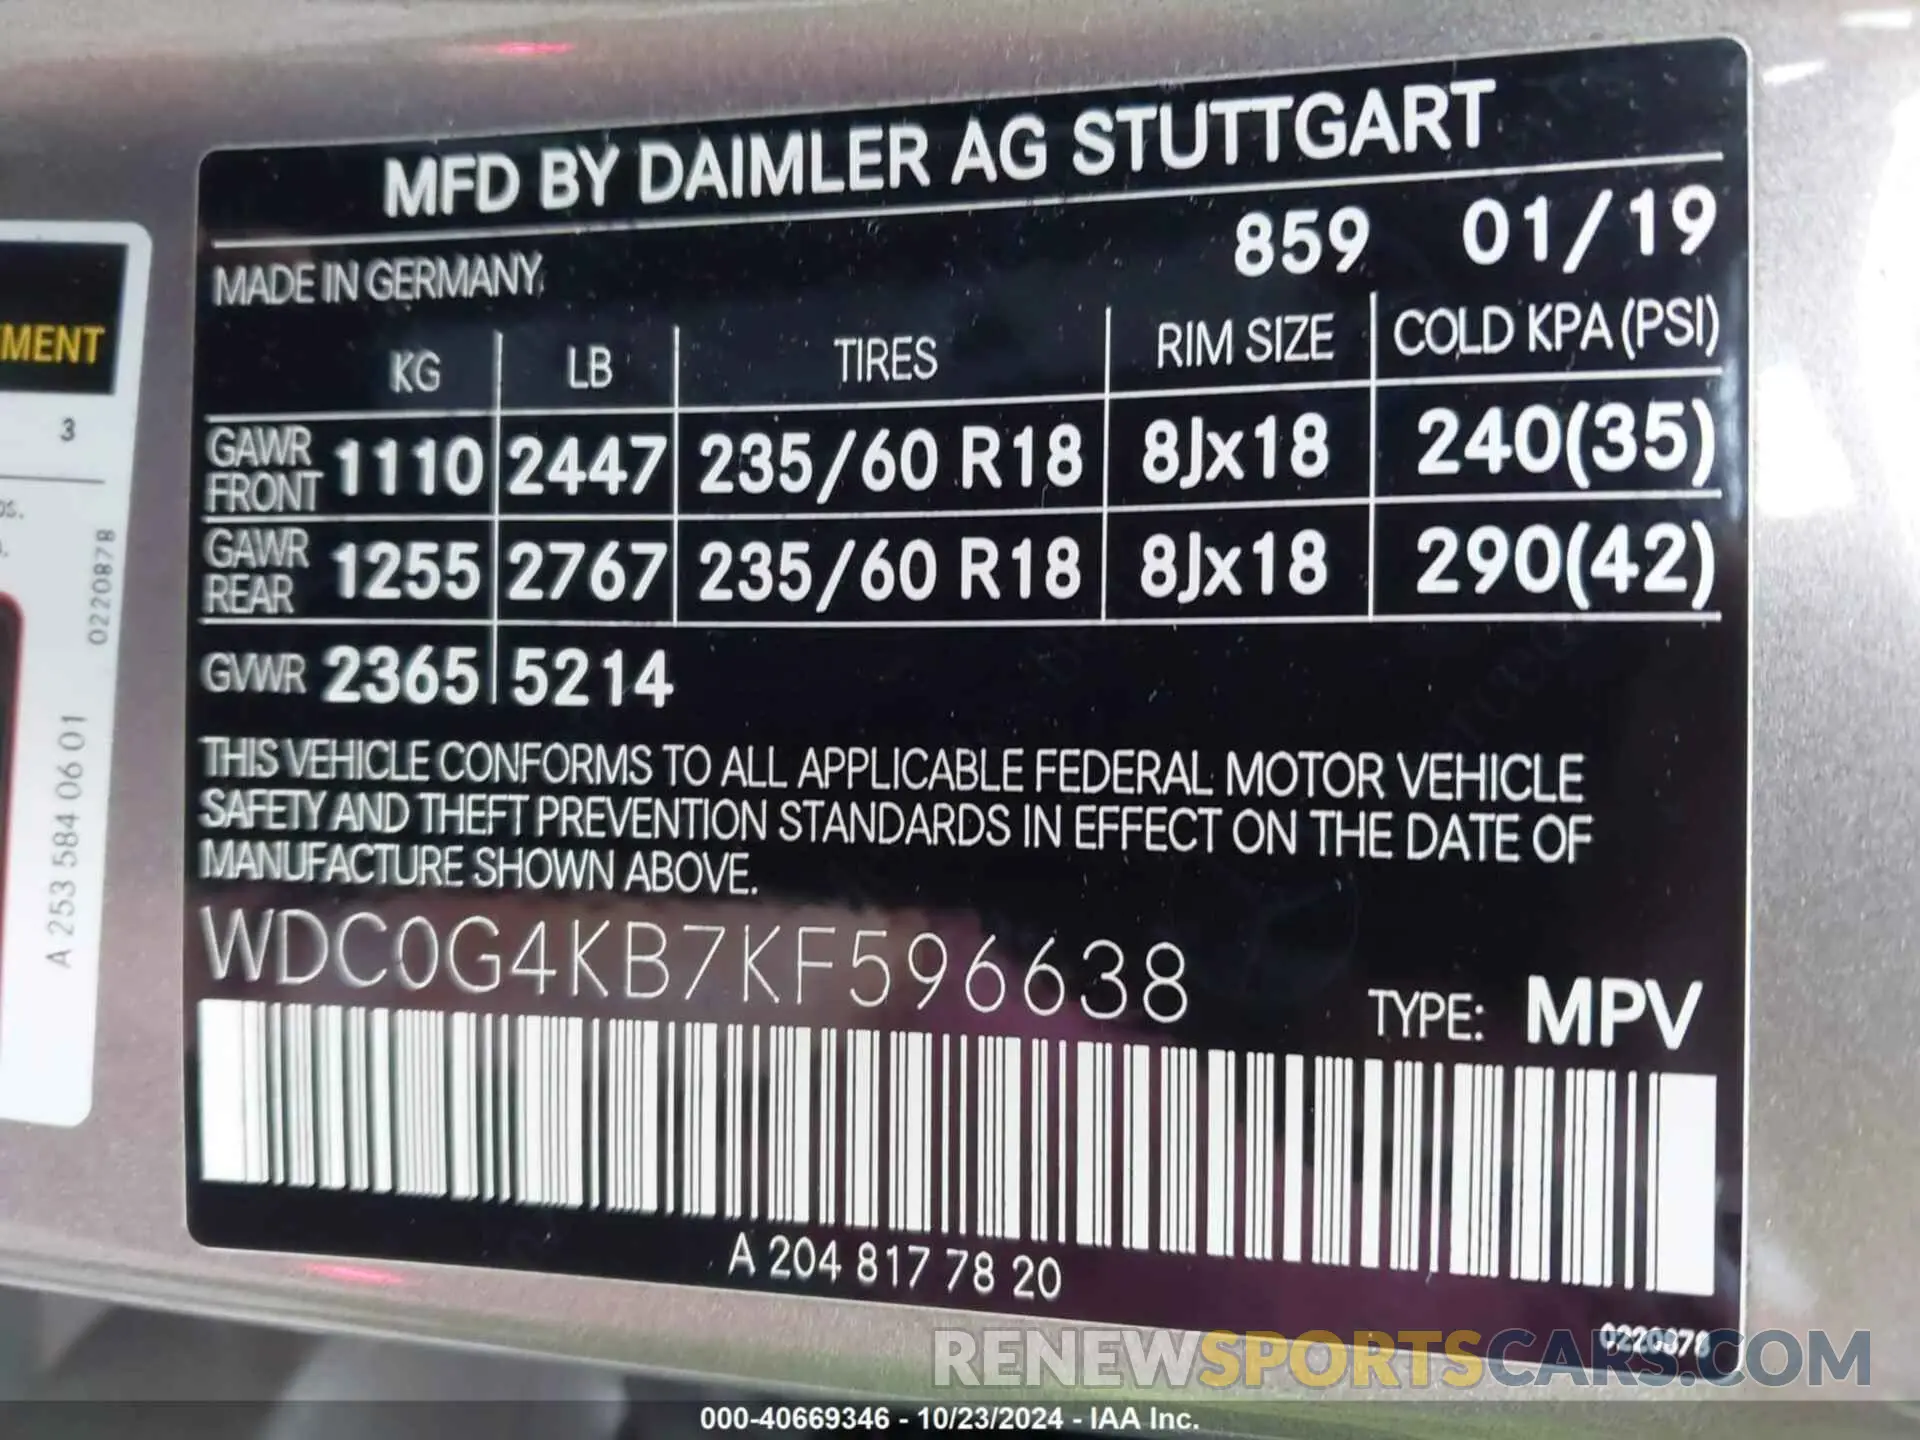 MFD BY DAIMLER AG STUTTGART
MADE IN GERMANY 859 01/19
KG LB TIRES RIM SIZE COLD KPA (PSI)
GAWR FRONT 1110 2447 235/60 R18 8Jx18 240(35)
GAWR REAR 1255 2767 235/60 R18 8Jx18 290(42)
GVWR 2365 5214
THIS VEHICLE CONFORMS TO ALL APPLICABLE FEDERAL MOTOR VEHICLE
SAFETY AND THEFT PREVENTION STANDARDS IN EFFECT ON THE DATE OF
MANUFACTURE SHOWN ABOVE.
WDC0G4KB7KF596638
TYPE: MPV
A 204 817 78 20
0220878
MENT
3
0220878
A 253 584 06 01
RENEWSPORTSCARS.COM
000-40669346 - 10/23/2024 - IAA Inc.